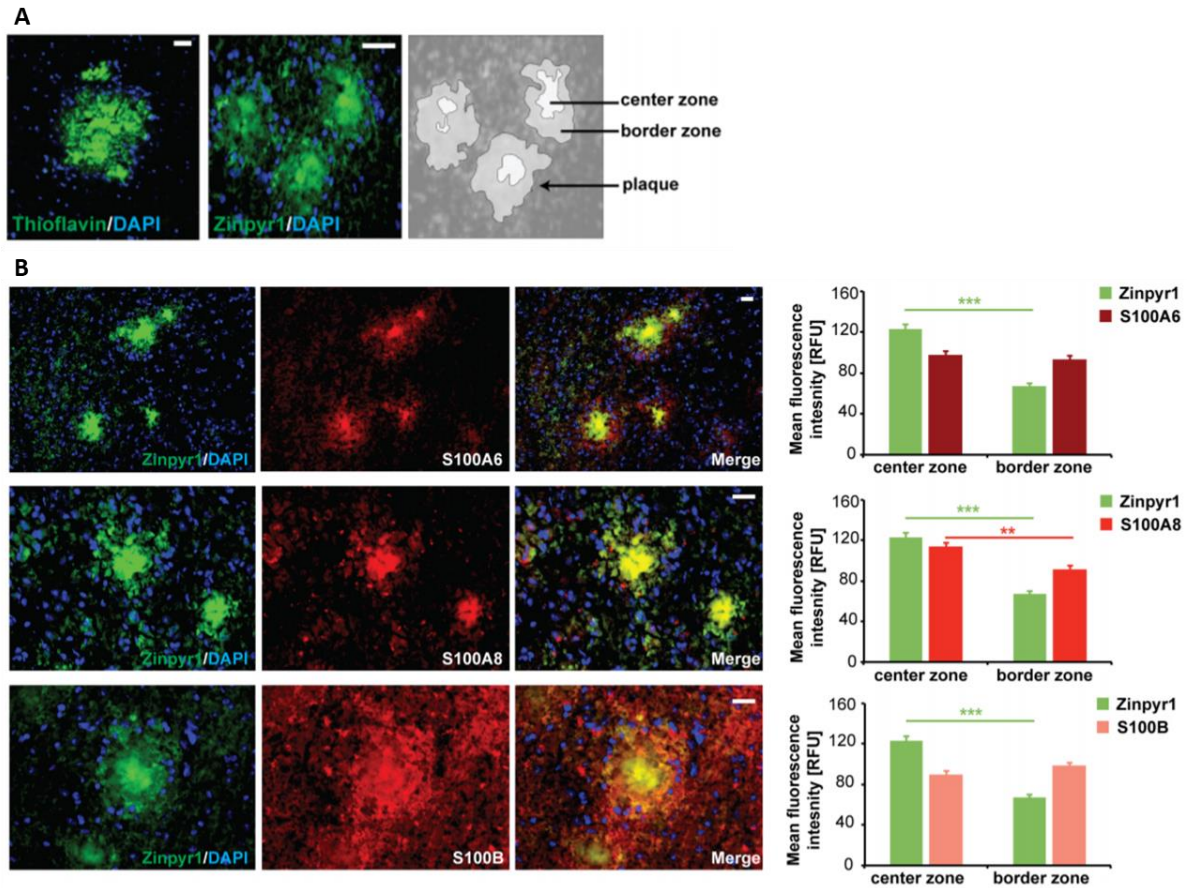 A
Thioflavin/DAPI
Zinpyr1/DAPI
center zone
border zone
plaque
B
Zinpyr1/DAPI
S100A6
Merge
Mean fluorescence
intesnity [RFU]
160
120
80
40
0
***
center zone
border zone
Zinpyr1
S100A6
Zinpyr1/DAPI
S100A8
Merge
Mean fluorescence
intesnity [RFU]
160
120
80
40
0
***
**
center zone
border zone
Zinpyr1
S100A8
Zinpyr1/DAPI
S100B
Merge
Mean fluorescence
intesnity [RFU]
160
120
80
40
0
***
center zone
border zone
Zinpyr1
S100B